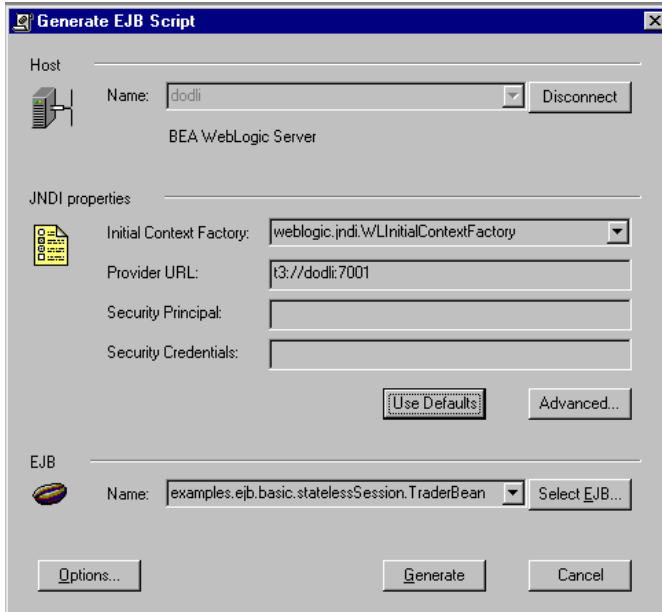 Generate EJB Script
Host
Name: dodli Disconnect
BEA WebLogic Server
JNDI properties
Initial Context Factory: weblogic.jndi.WLInitialContextFactory
Provider URL: t3://dodli:7001
Security Principal:
Security Credentials:
Use Defaults Advanced...
EJB
Name: examples.ejb.basic.statelessSession.TraderBean Select EJB...
Options... Generate Cancel